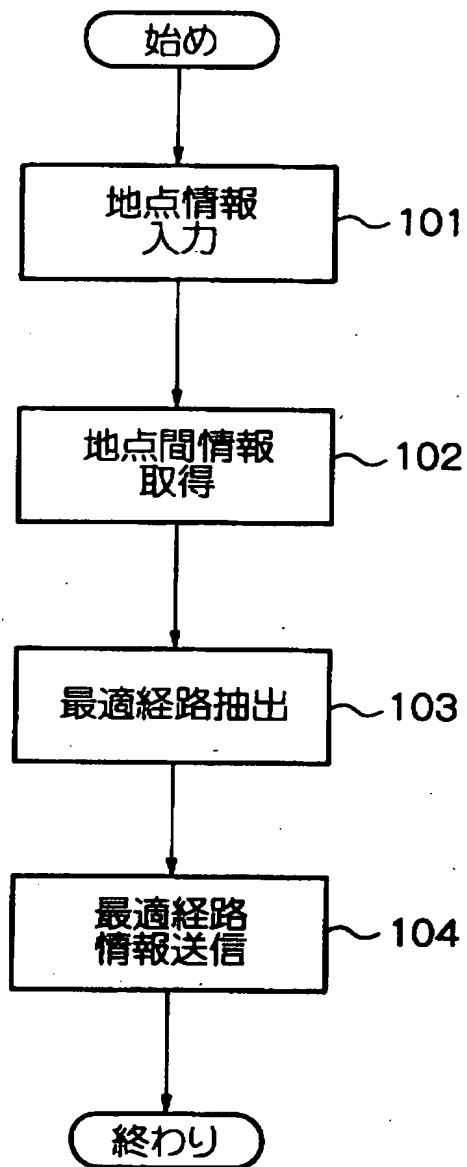 始め
地点情報
入力
101
地点間情報
取得
102
最適経路抽出
103
最適経路
情報送信
104
終わり